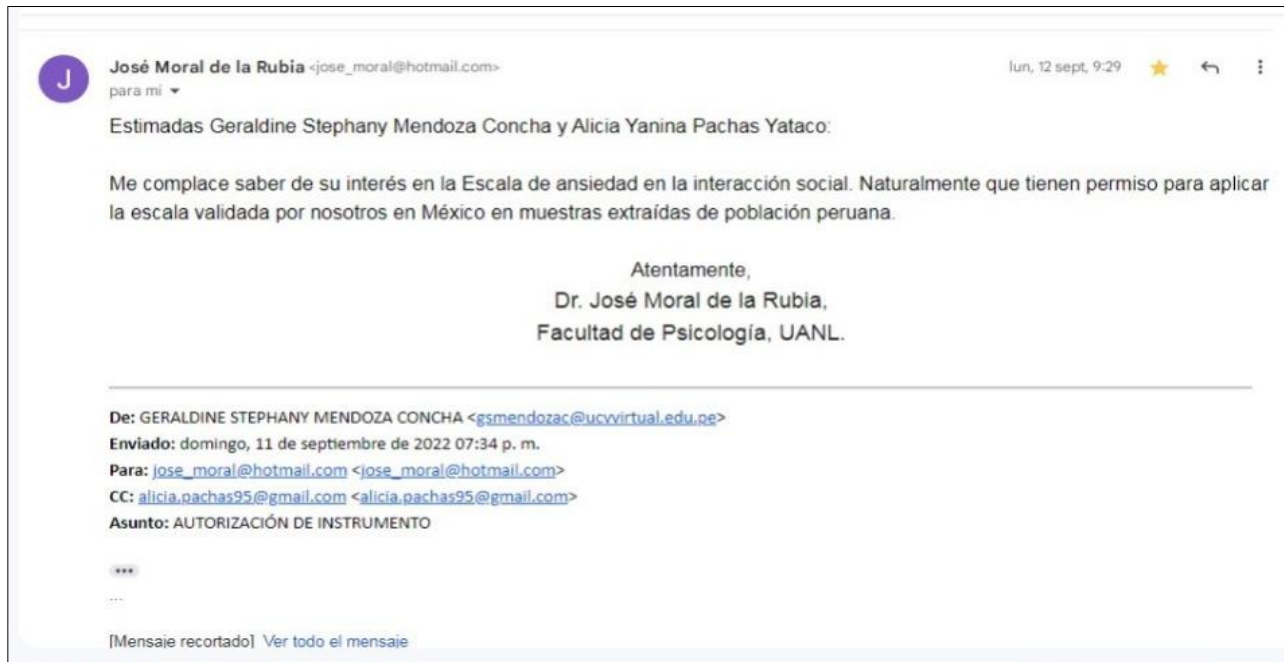 J
José Moral de la Rubia <jose_moral@hotmail.com>
lun, 12 sept, 9:29
para mí
Estimadas Geraldine Stephany Mendoza Concha y Alicia Yanina Pachas Yataco:
Me complace saber de su interés en la Escala de ansiedad en la interacción social. Naturalmente que tienen permiso para aplicar
la escala validada por nosotros en México en muestras extraídas de población peruana.
Atentamente,
Dr. José Moral de la Rubia,
Facultad de Psicología, UANL.
De: GERALDINE STEPHANY MENDOZA CONCHA <gsmendozac@ucvvirtual.edu.pe>
Enviado: domingo, 11 de septiembre de 2022 07:34 p. m.
Para: jose_moral@hotmail.com <jose_moral@hotmail.com>
CC: alicia.pachas95@gmail.com <alicia.pachas95@gmail.com>
Asunto: AUTORIZACIÓN DE INSTRUMENTO
...
[Mensaje recortado] Ver todo el mensaje